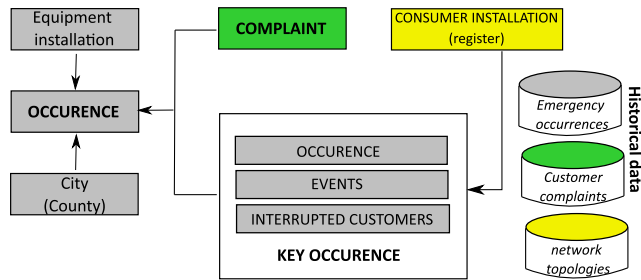 Equipment
installation
COMPLAINT
CONSUMER INSTALLATION
(register)
OCCURENCE
City
(County)
OCCURENCE
EVENTS
INTERRUPTED CUSTOMERS
KEY OCCURENCE
Emergency
occurrences
Customer
complaints
network
topologies
Historical data